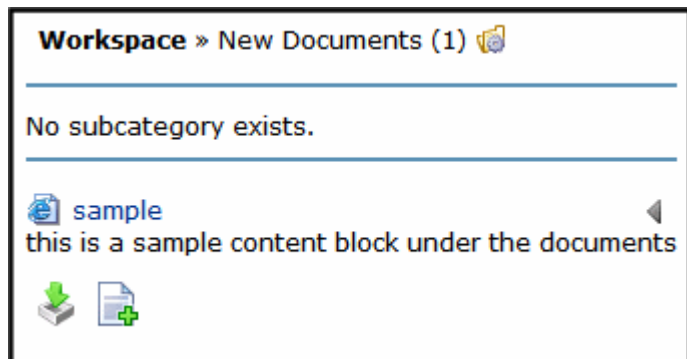 Workspace » New Documents (1)
No subcategory exists.
sample
this is a sample content block under the documents